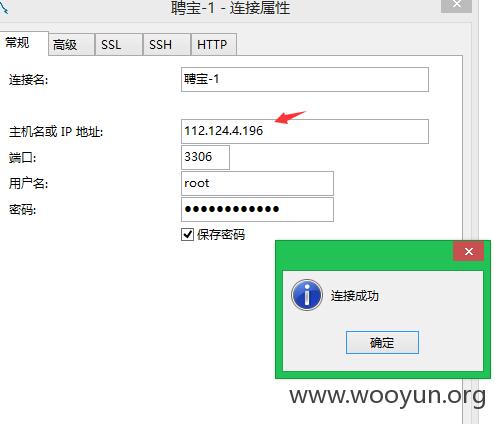 聘宝-1 - 连接属性
常规 高级 SSL SSH HTTP
连接名: 聘宝-1
主机名或 IP 地址: 112.124.4.196
端口: 3306
用户名: root
密码: ●●●●●●●●●●●●
保存密码
连接成功
确定
www.wooyun.org